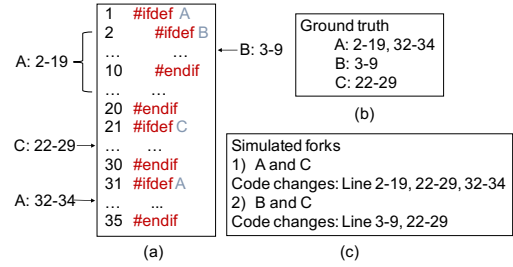 1 #ifdef A
2 #ifdef B
... ...
10 #endif
... ...
20 #endif
21 #ifdef C
... ...
30 #endif
31 #ifdef A
... ...
35 #endif
A: 2-19
C: 22-29
A: 32-34
B: 3-9
(a)
Ground truth
A: 2-19, 32-34
B: 3-9
C: 22-29
(b)
Simulated forks
1) A and C
Code changes: Line 2-19, 22-29, 32-34
2) B and C
Code changes: Line 3-9, 22-29
(c)